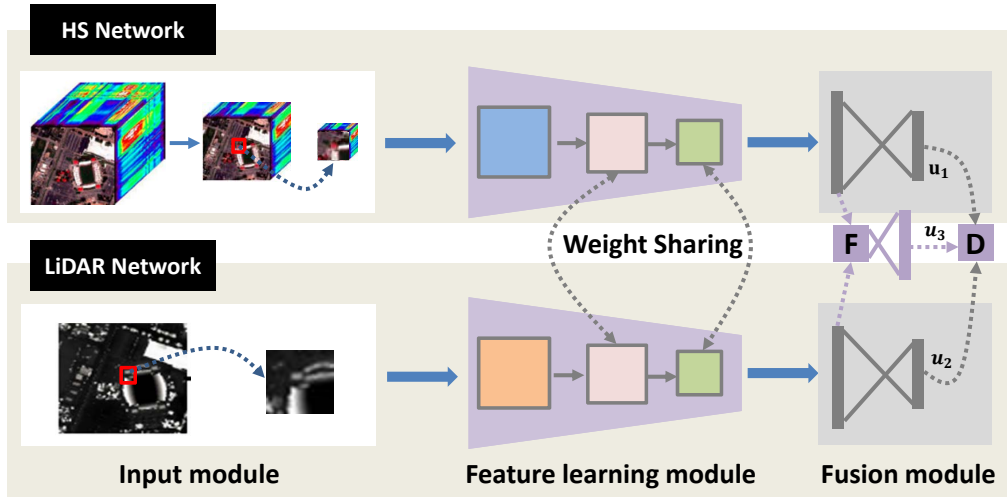 HS Network
u₁
Weight Sharing
F
u₃
D
LiDAR Network
u₂
Input module
Feature learning module
Fusion module